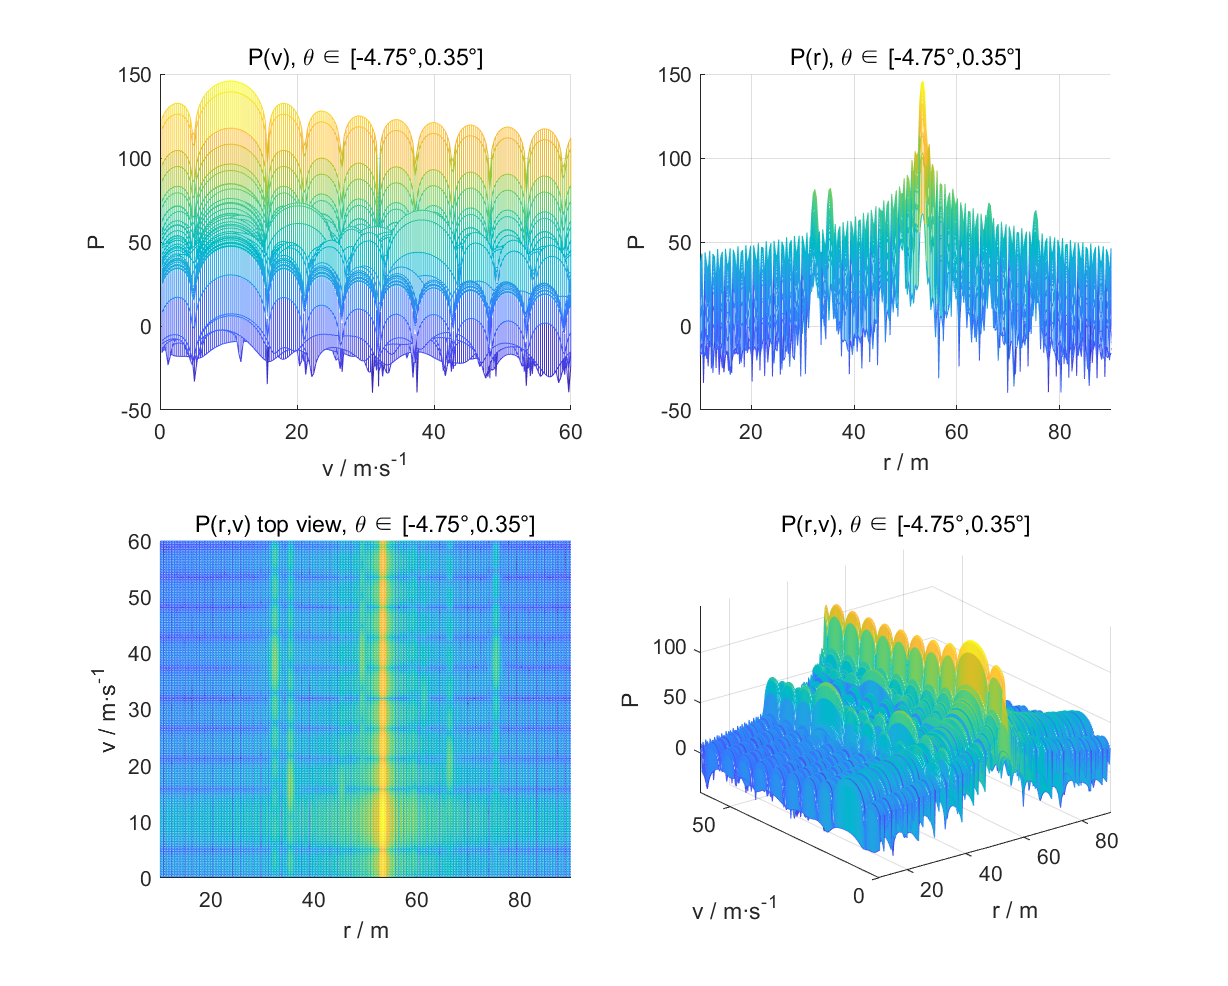 P(v), θ ∈ [-4.75°,0.35°]
150
100
50
0
-50
P
0 20 40 60
v / m·s⁻¹
P(r), θ ∈ [-4.75°,0.35°]
150
100
50
0
-50
P
20 40 60 80
r / m
P(r,v) top view, θ ∈ [-4.75°,0.35°]
60
50
40
30
20
10
0
v / m·s⁻¹
20 40 60 80
r / m
P(r,v), θ ∈ [-4.75°,0.35°]
100
50
0
P
50
0
v / m·s⁻¹
20 40 60 80
r / m